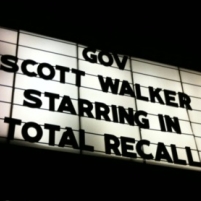 GOV
SCOTT WALKER
STARRING IN
TOTAL RECALL